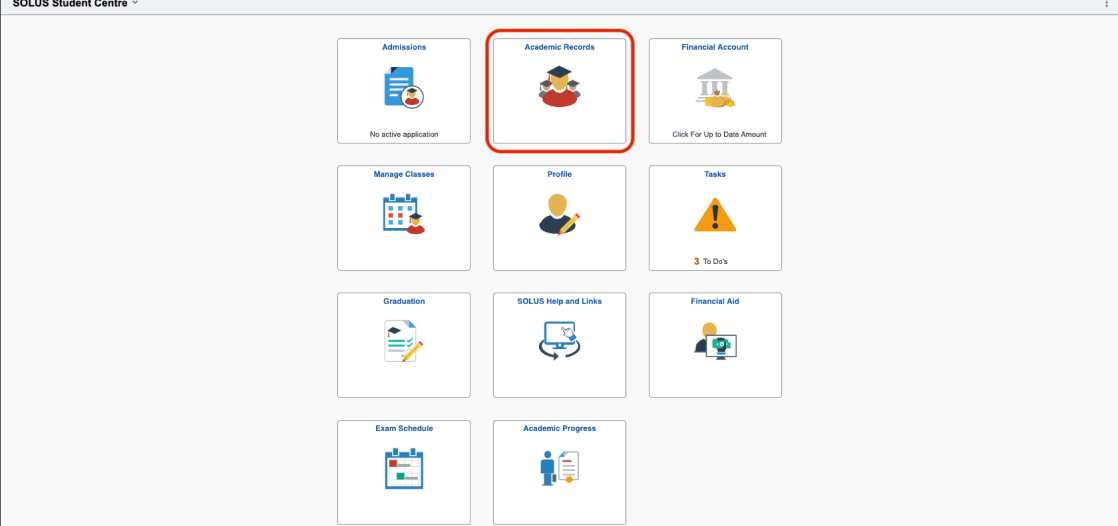 SOLUS Student Centre
Admissions
No active application
Academic Records
Financial Account
Click For Up to Date Amount
Manage Classes
Profile
Tasks
3 To Do's
Graduation
SOLUS Help and Links
Financial Aid
Exam Schedule
Academic Progress